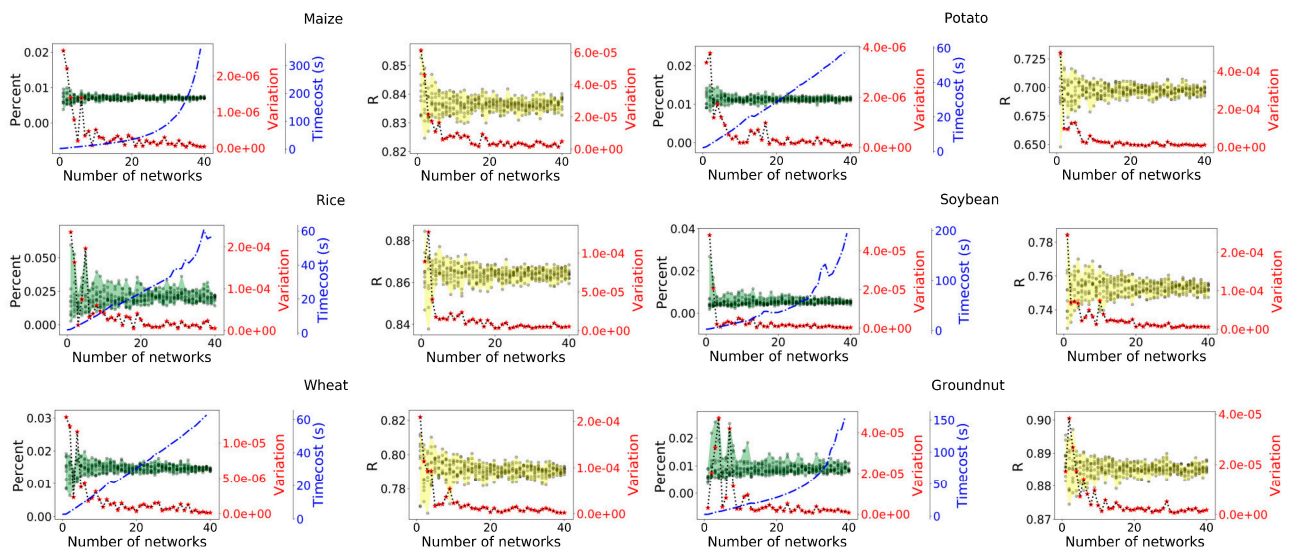 Maize
Potato
0.02
0.01
0.00
Percent
0 20 40
Number of networks
2.0e-06
1.0e-06
0.0e+00
Variation
300
200
100
0
Timecost (s)
0.85
0.84
0.83
0.82
R
0 20 40
Number of networks
6.0e-05
4.0e-05
2.0e-05
0.0e+00
Variation
0.02
0.01
0.00
Percent
0 20 40
Number of networks
4.0e-06
2.0e-06
0.0e+00
Variation
60
40
20
0
Timecost (s)
0.725
0.700
0.675
0.650
R
0 20 40
Number of networks
4.0e-04
2.0e-04
0.0e+00
Variation
Rice
Soybean
0.050
0.025
0.000
Percent
0 20 40
Number of networks
2.0e-04
1.0e-04
0.0e+00
Variation
60
40
20
0
Timecost (s)
0.88
0.86
0.84
R
0 20 40
Number of networks
1.0e-04
5.0e-05
0.0e+00
Variation
0.04
0.02
0.00
Percent
0 20 40
Number of networks
4.0e-05
2.0e-05
0.0e+00
Variation
200
100
0
Timecost (s)
0.78
0.76
0.74
R
0 20 40
Number of networks
2.0e-04
1.0e-04
0.0e+00
Variation
Wheat
Groundnut
0.03
0.02
0.01
0.00
Percent
0 20 40
Number of networks
1.0e-05
5.0e-06
0.0e+00
Variation
60
40
20
0
Timecost (s)
0.82
0.80
0.78
R
0 20 40
Number of networks
2.0e-04
1.0e-04
0.0e+00
Variation
0.02
0.01
0.00
Percent
0 20 40
Number of networks
4.0e-05
2.0e-05
0.0e+00
Variation
150
100
50
0
Timecost (s)
0.90
0.89
0.88
0.87
R
0 20 40
Number of networks
4.0e-05
2.0e-05
0.0e+00
Variation